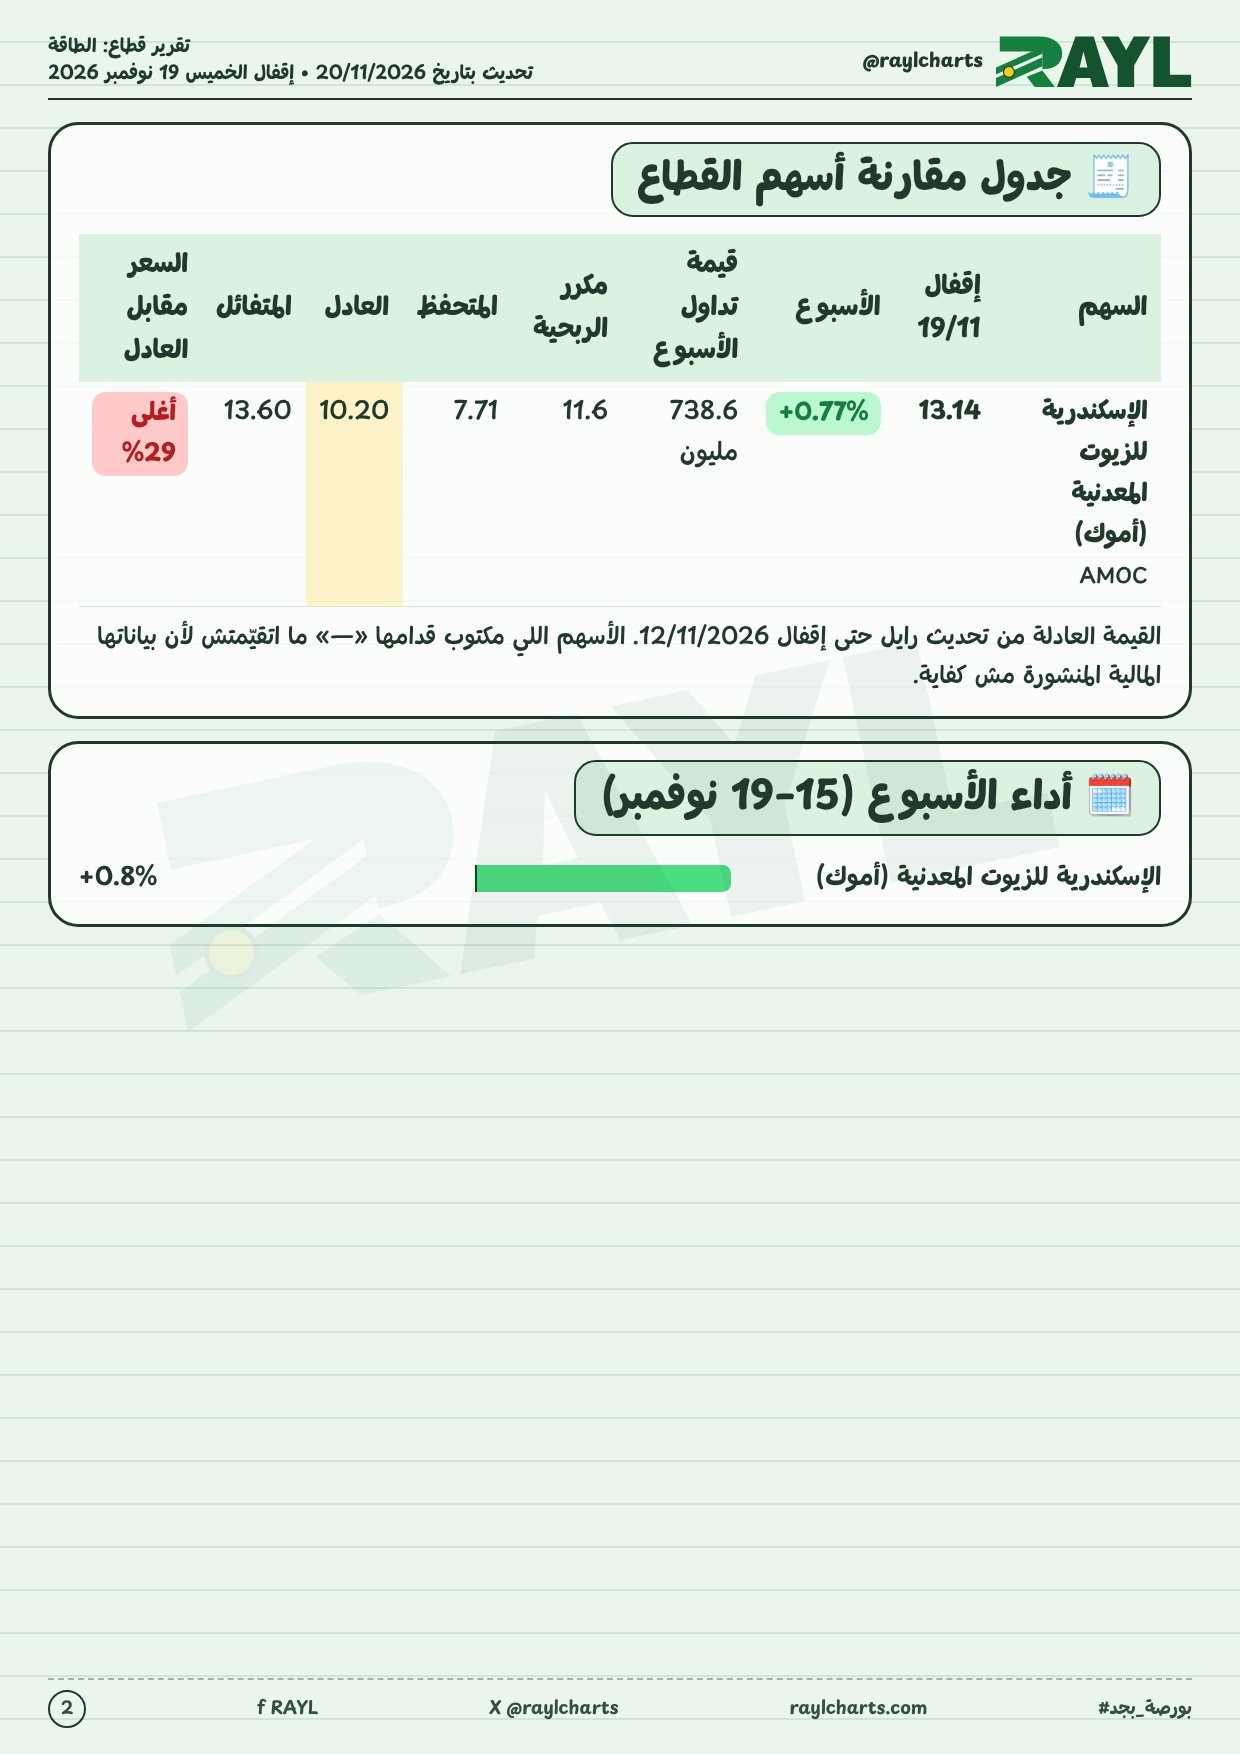 RAYL
@raylcharts
تقرير قطاع: الطاقة
تحديث بتاريخ 20/11/2026 • إقفال الخميس 19 نوفمبر 2026
🧾 جدول مقارنة أسهم القطاع
السهم
إقفال
19/11
الأسبوع
قيمة
تداول
الأسبوع
مكرر
الربحية
المتحفظ
العادل
المتفائل
السعر
مقابل
العادل
الإسكندرية
للزيوت
المعدنية
(أموك)
AMOC
13.14
+0.77%
738.6
مليون
11.6
7.71
10.20
13.60
أغلى
29%
القيمة العادلة من تحديث رايل حتى إقفال 12/11/2026. الأسهم اللي مكتوب قدامها «—» ما اتقيّمتش لأن بياناتها
المالية المنشورة مش كفاية.
🗓️ أداء الأسبوع (15–19 نوفمبر)
الإسكندرية للزيوت المعدنية (أموك)
+0.8%
RAYL
#بورصة_بجد
raylcharts.com
X @raylcharts
f RAYL
2